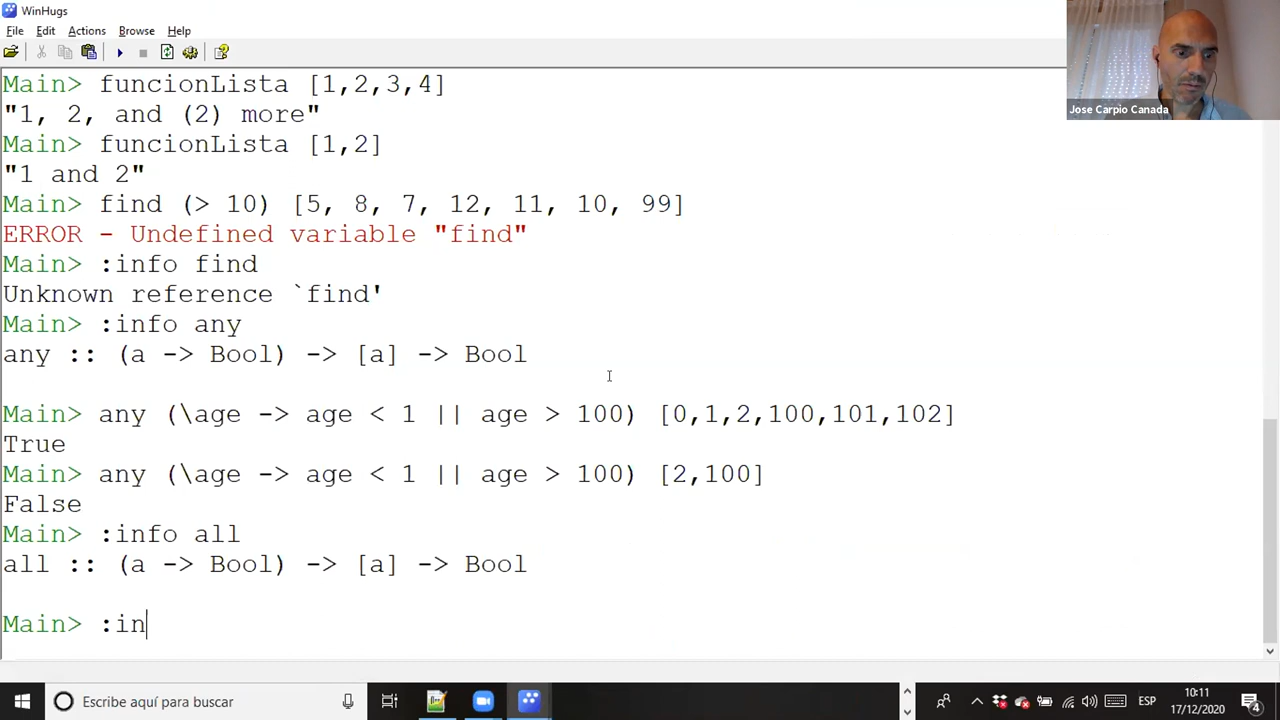 WinHugs
File Edit Actions Browse Help
Main> funcionLista [1,2,3,4]
"1, 2, and (2) more"
Main> funcionLista [1,2]
"1 and 2"
Main> find (> 10) [5, 8, 7, 12, 11, 10, 99]
ERROR - Undefined variable "find"
Main> :info find
Unknown reference `find'
Main> :info any
any :: (a -> Bool) -> [a] -> Bool
Main> any (\age -> age < 1 || age > 100) [0,1,2,100,101,102]
True
Main> any (\age -> age < 1 || age > 100) [2,100]
False
Main> :info all
all :: (a -> Bool) -> [a] -> Bool
Main> :in
Jose Carpio Canada
Escribe aquí para buscar
ESP
10:11
17/12/2020
4